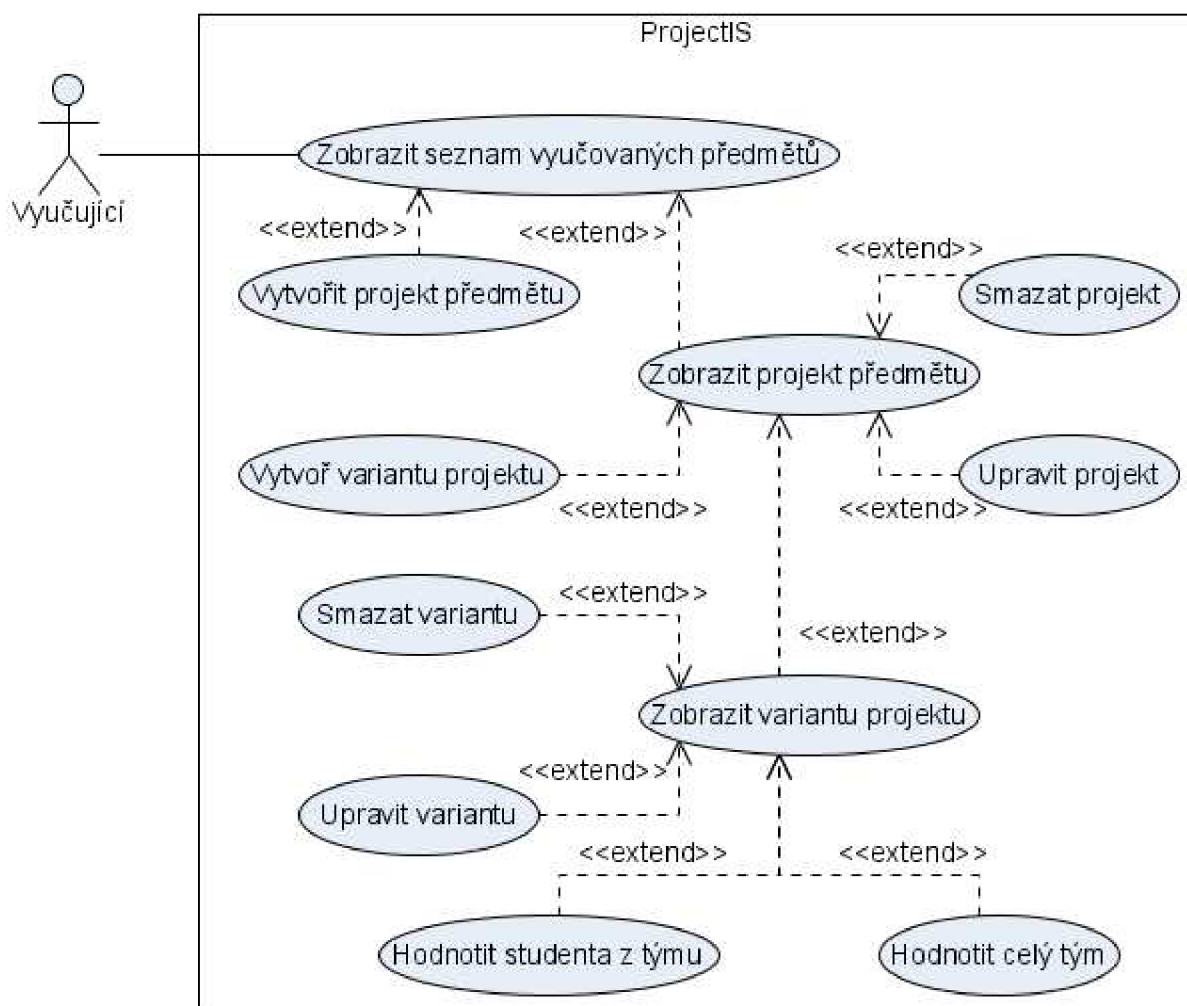 ProjectIS
Vyučující
Zobrazit seznam vyučovaných předmětů
<<extend>>
<<extend>>
Vytvořit projekt předmětu
<<extend>>
Smazat projekt
Zobrazit projekt předmětu
Vytvoř variantu projektu
<<extend>>
Upravit projekt
<<extend>>
Smazat variantu
<<extend>>
<<extend>>
Zobrazit variantu projektu
Upravit variantu
<<extend>>
<<extend>>
<<extend>>
Hodnotit studenta z týmu
Hodnotit celý tým